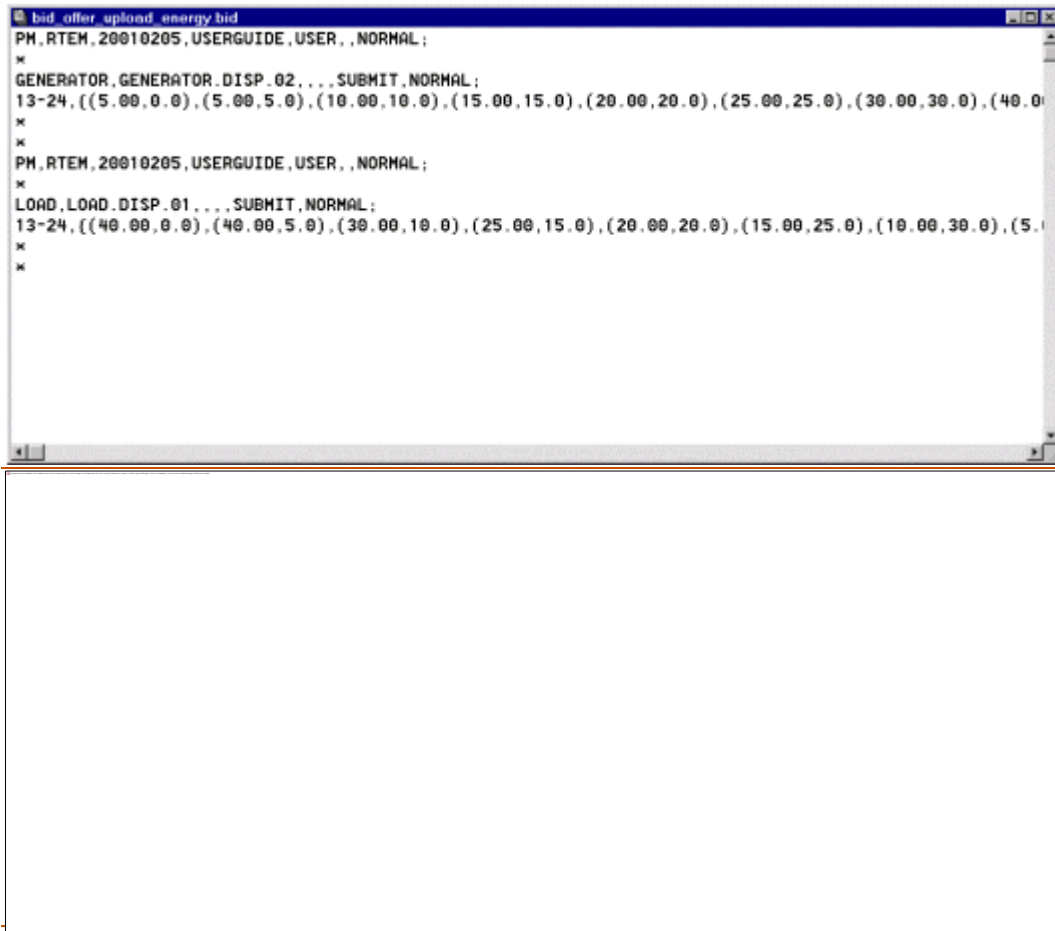 bid_offer_upload_energy.bid
PM,RTEM,20010205,USERGUIDE,USER,,NORMAL;
*
GENERATOR,GENERATOR.DISP.02,,,,SUBMIT,NORMAL;
13-24,{(5.00,0.0),(5.00,5.0),(10.00,10.0),(15.00,15.0),(20.00,20.0),(25.00,25.0),(30.00,30.0),(40.0
*
*
PM,RTEM,20010205,USERGUIDE,USER,,NORMAL;
*
LOAD,LOAD.DISP.01,,,,SUBMIT,NORMAL;
13-24,{(40.00,0.0),(40.00,5.0),(30.00,10.0),(25.00,15.0),(20.00,20.0),(15.00,25.0),(10.00,30.0),(5.
*
*